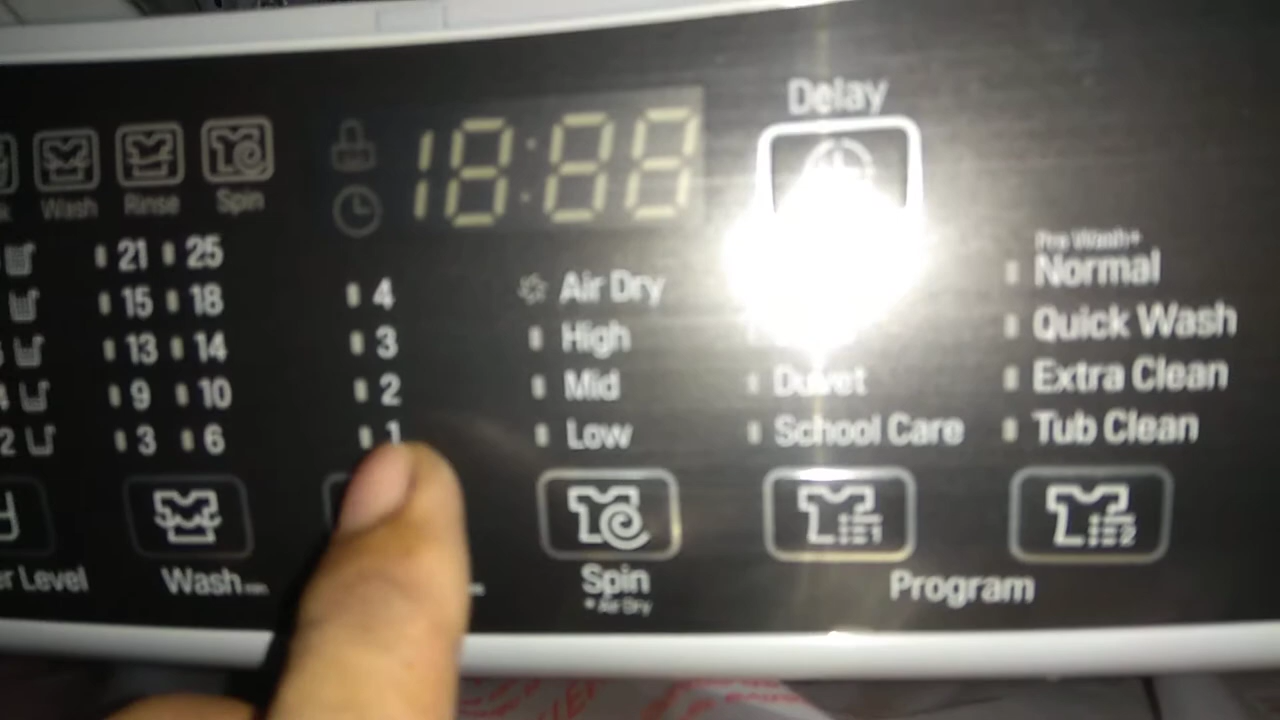 Delay
18:88
Wash Rinse Spin
21 25
15 18
13 14
9 10
3 6
4
3
2
1
Air Dry
High
Mid
Low
Duvet
School Care
Pre Wash+
Normal
Quick Wash
Extra Clean
Tub Clean
Level
Wash
Spin
* Air Dry
Program